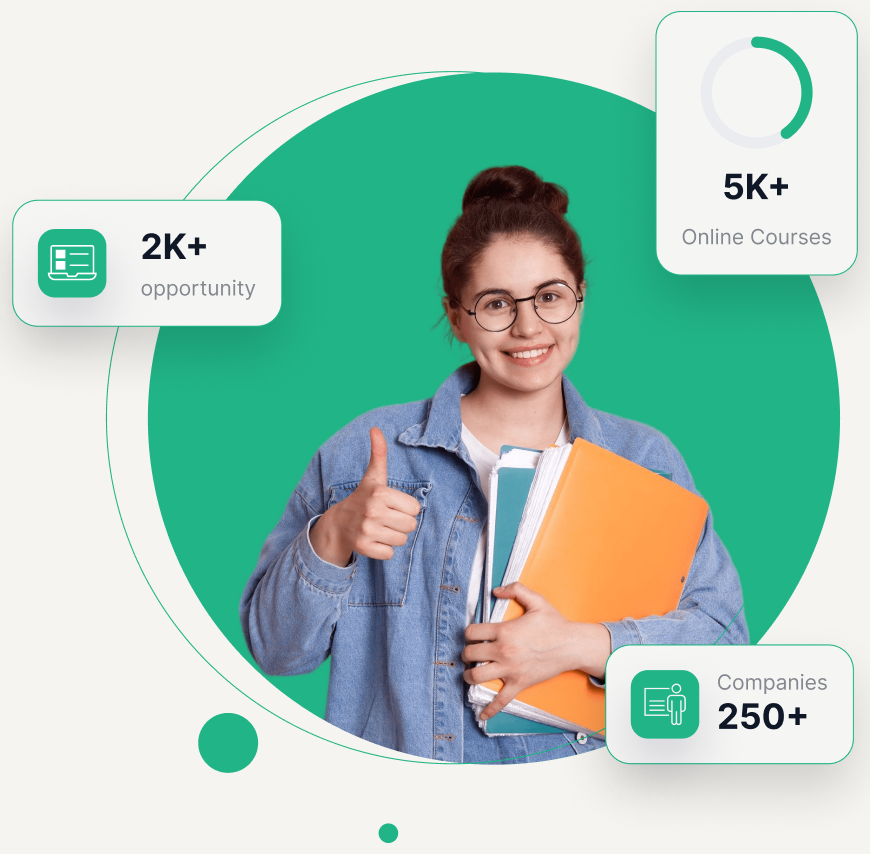 5K+
Online Courses
2K+
opportunity
Companies
250+